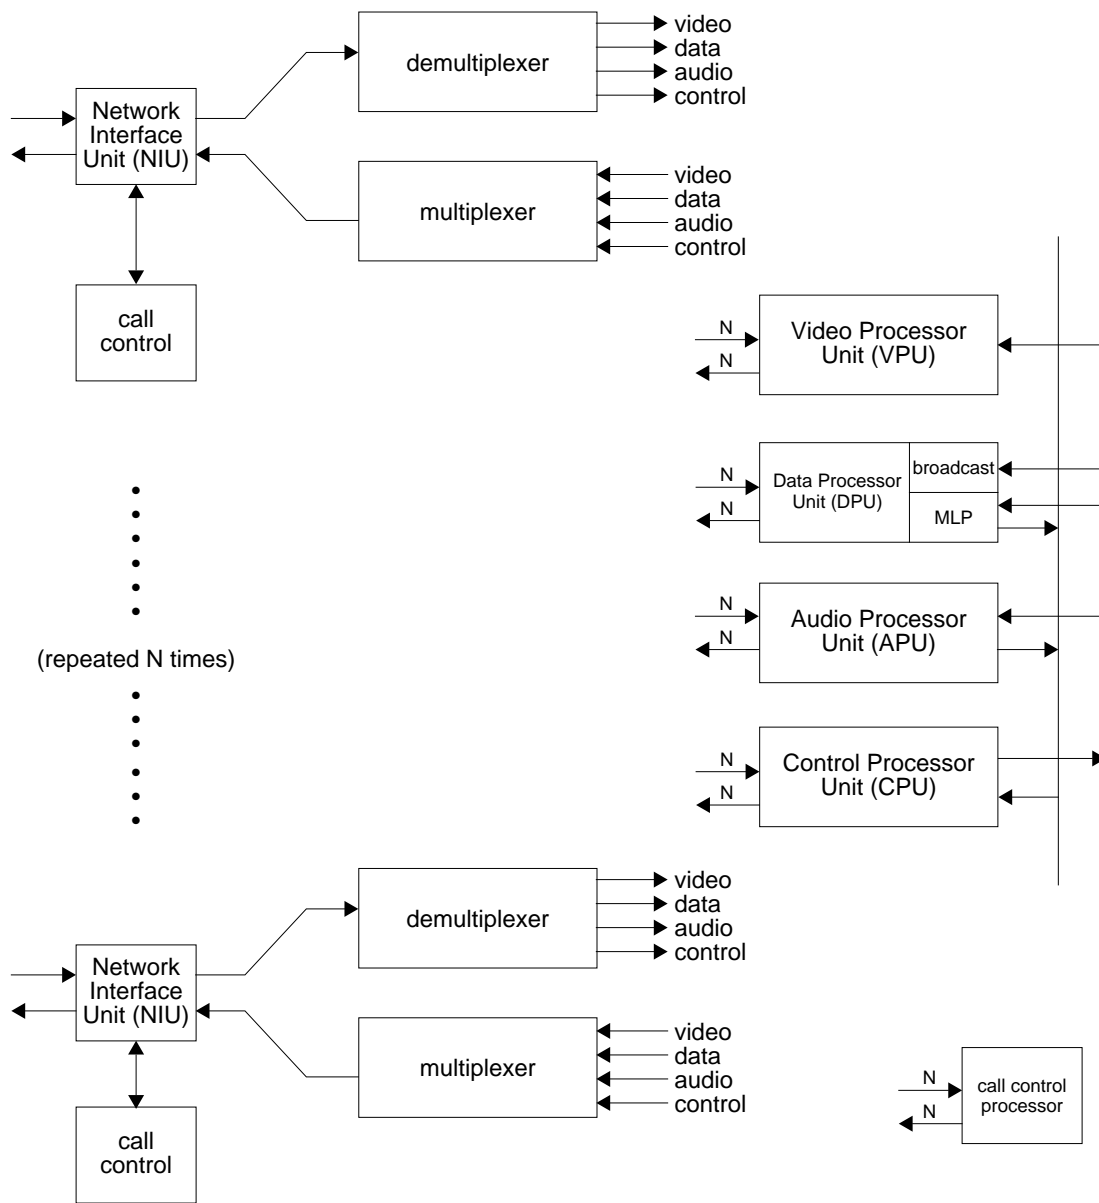 video
data
audio
control
demultiplexer
Network
Interface
Unit (NIU)
video
data
audio
control
multiplexer
call
control
N
N
Video Processor
Unit (VPU)
N
N
Data Processor
Unit (DPU)
broadcast
MLP
N
N
Audio Processor
Unit (APU)
(repeated N times)
N
N
Control Processor
Unit (CPU)
video
data
audio
control
demultiplexer
Network
Interface
Unit (NIU)
video
data
audio
control
multiplexer
call
control
N
N
call control
processor